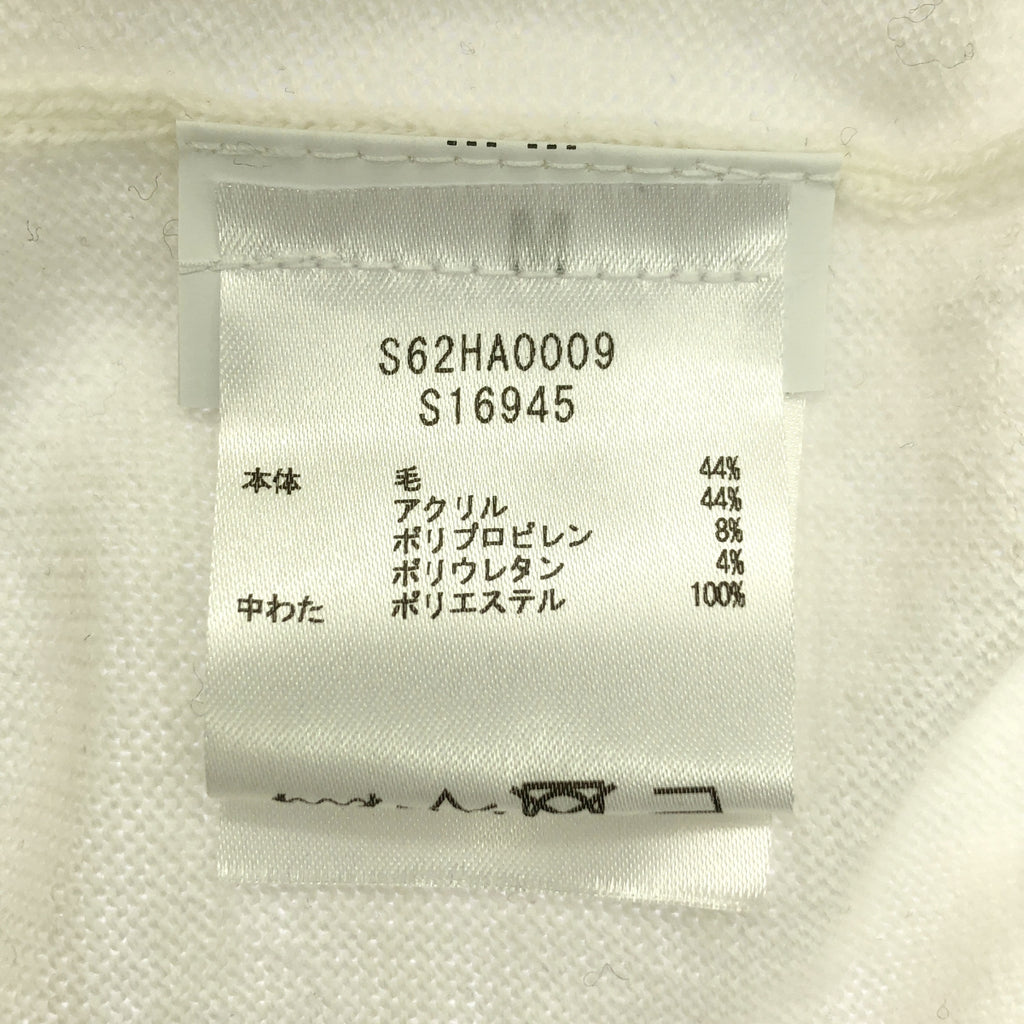 M
S62HA0009
S16945
本体 毛 44%
アクリル 44%
ポリプロピレン 8%
ポリウレタン 4%
中わた ポリエステル 100%